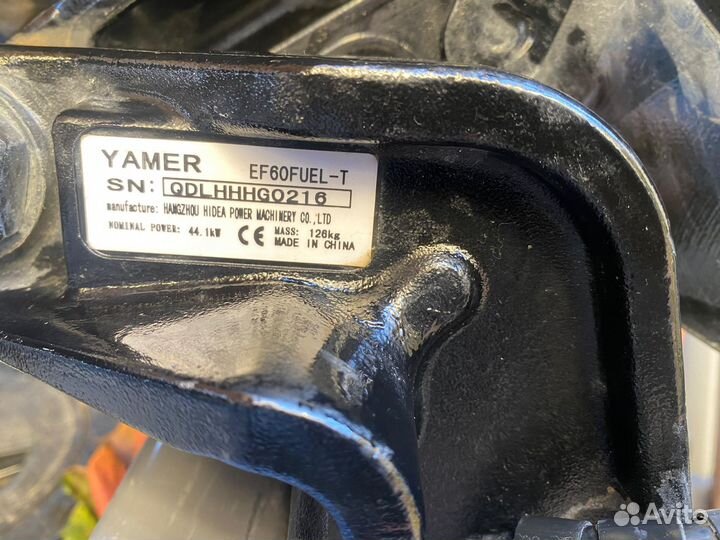 YAMER EF60FUEL-T
SN: QDLHHHG0216
manufacture: HANGZHOU HIDEA POWER MACHINERY CO.,LTD
NOMINAL POWER: 44.1kW CE MASS: 126kg
MADE IN CHINA
Avito